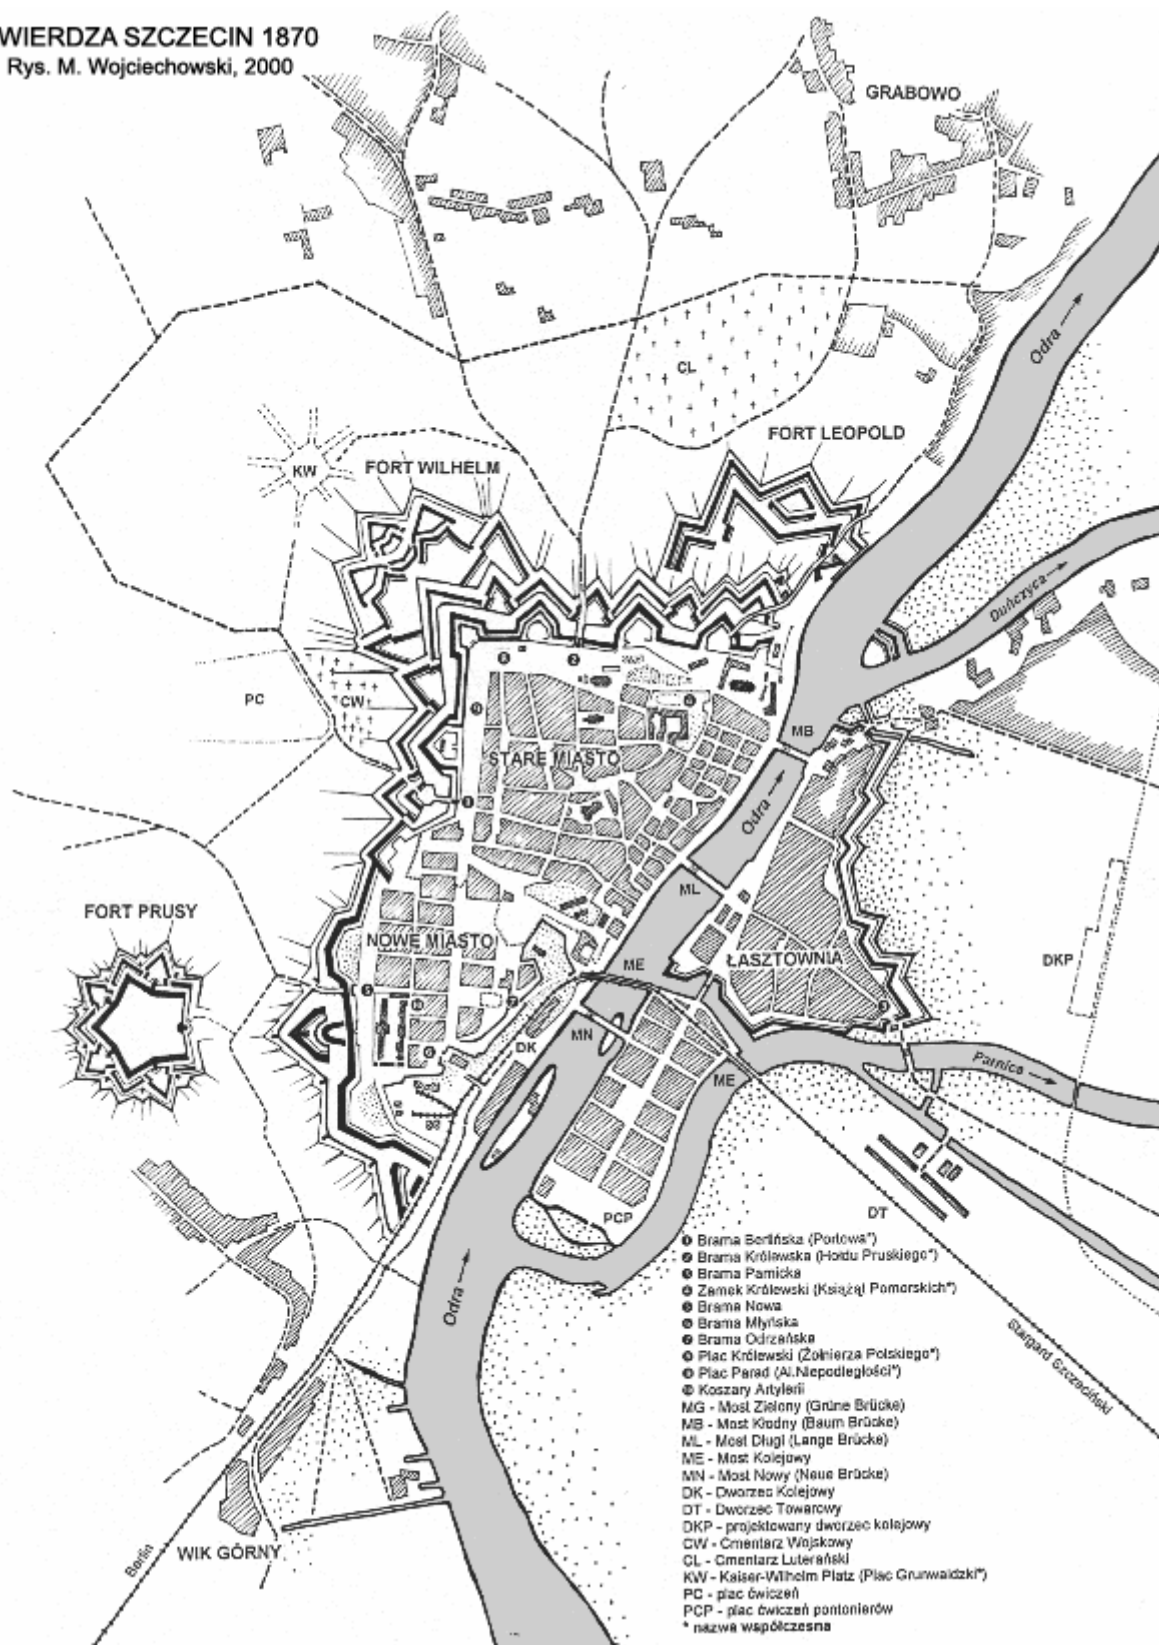 WIERDZA SZCZECIN 1870
Rys. M. Wojciechowski, 2000
GRABOWO
Odra
CL
FORT LEOPOLD
KW
FORT WILHELM
Duńczyca
PC
CW
MB
STARE MIASTO
Odra
ML
FORT PRUSY
NOWE MIASTO
ME
ŁASZTOWNIA
DKP
MN
DK
Parnica
ME
DT
PCP
Odra
Stargard Szczeciński
Berlin
WIK GÓRNY
Brama Berlińska (Portowa*)
Brama Królewska (Hołdu Pruskiego*)
Brama Parnicka
Zamek Królewski (Książąt Pomorskich*)
Brama Nowa
Brama Młyńska
Brama Odrzańska
Plac Królewski (Żołnierza Polskiego*)
Plac Parad (Al.Niepodległości*)
Koszary Artylerii
MG - Most Zielony (Grüne Brücke)
MB - Most Kłodny (Baum Brücke)
ML - Most Długi (Lange Brücke)
ME - Most Kolejowy
MN - Most Nowy (Neue Brücke)
DK - Dworzec Kolejowy
DT - Dworzec Towarowy
DKP - projektowany dworzec kolejowy
CW - Cmentarz Wojskowy
CL - Cmentarz Luterański
KW - Kaiser-Wilhelm Platz (Plac Grunwaldzki*)
PC - plac ćwiczeń
PCP - plac ćwiczeń pontonierów
* nazwa współczesna